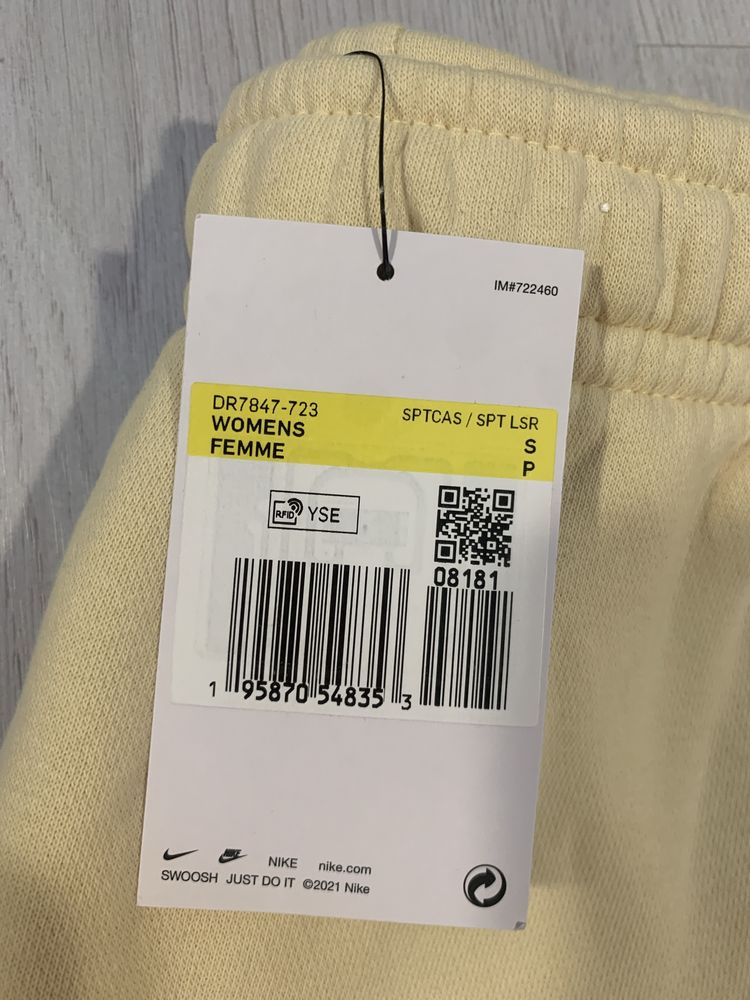 IM#722460
DR7847-723
SPTCAS / SPT LSR
WOMENS
S
FEMME
P
RFID YSE
08181
1 95870 54835 3
NIKE nike.com
SWOOSH JUST DO IT ©2021 Nike